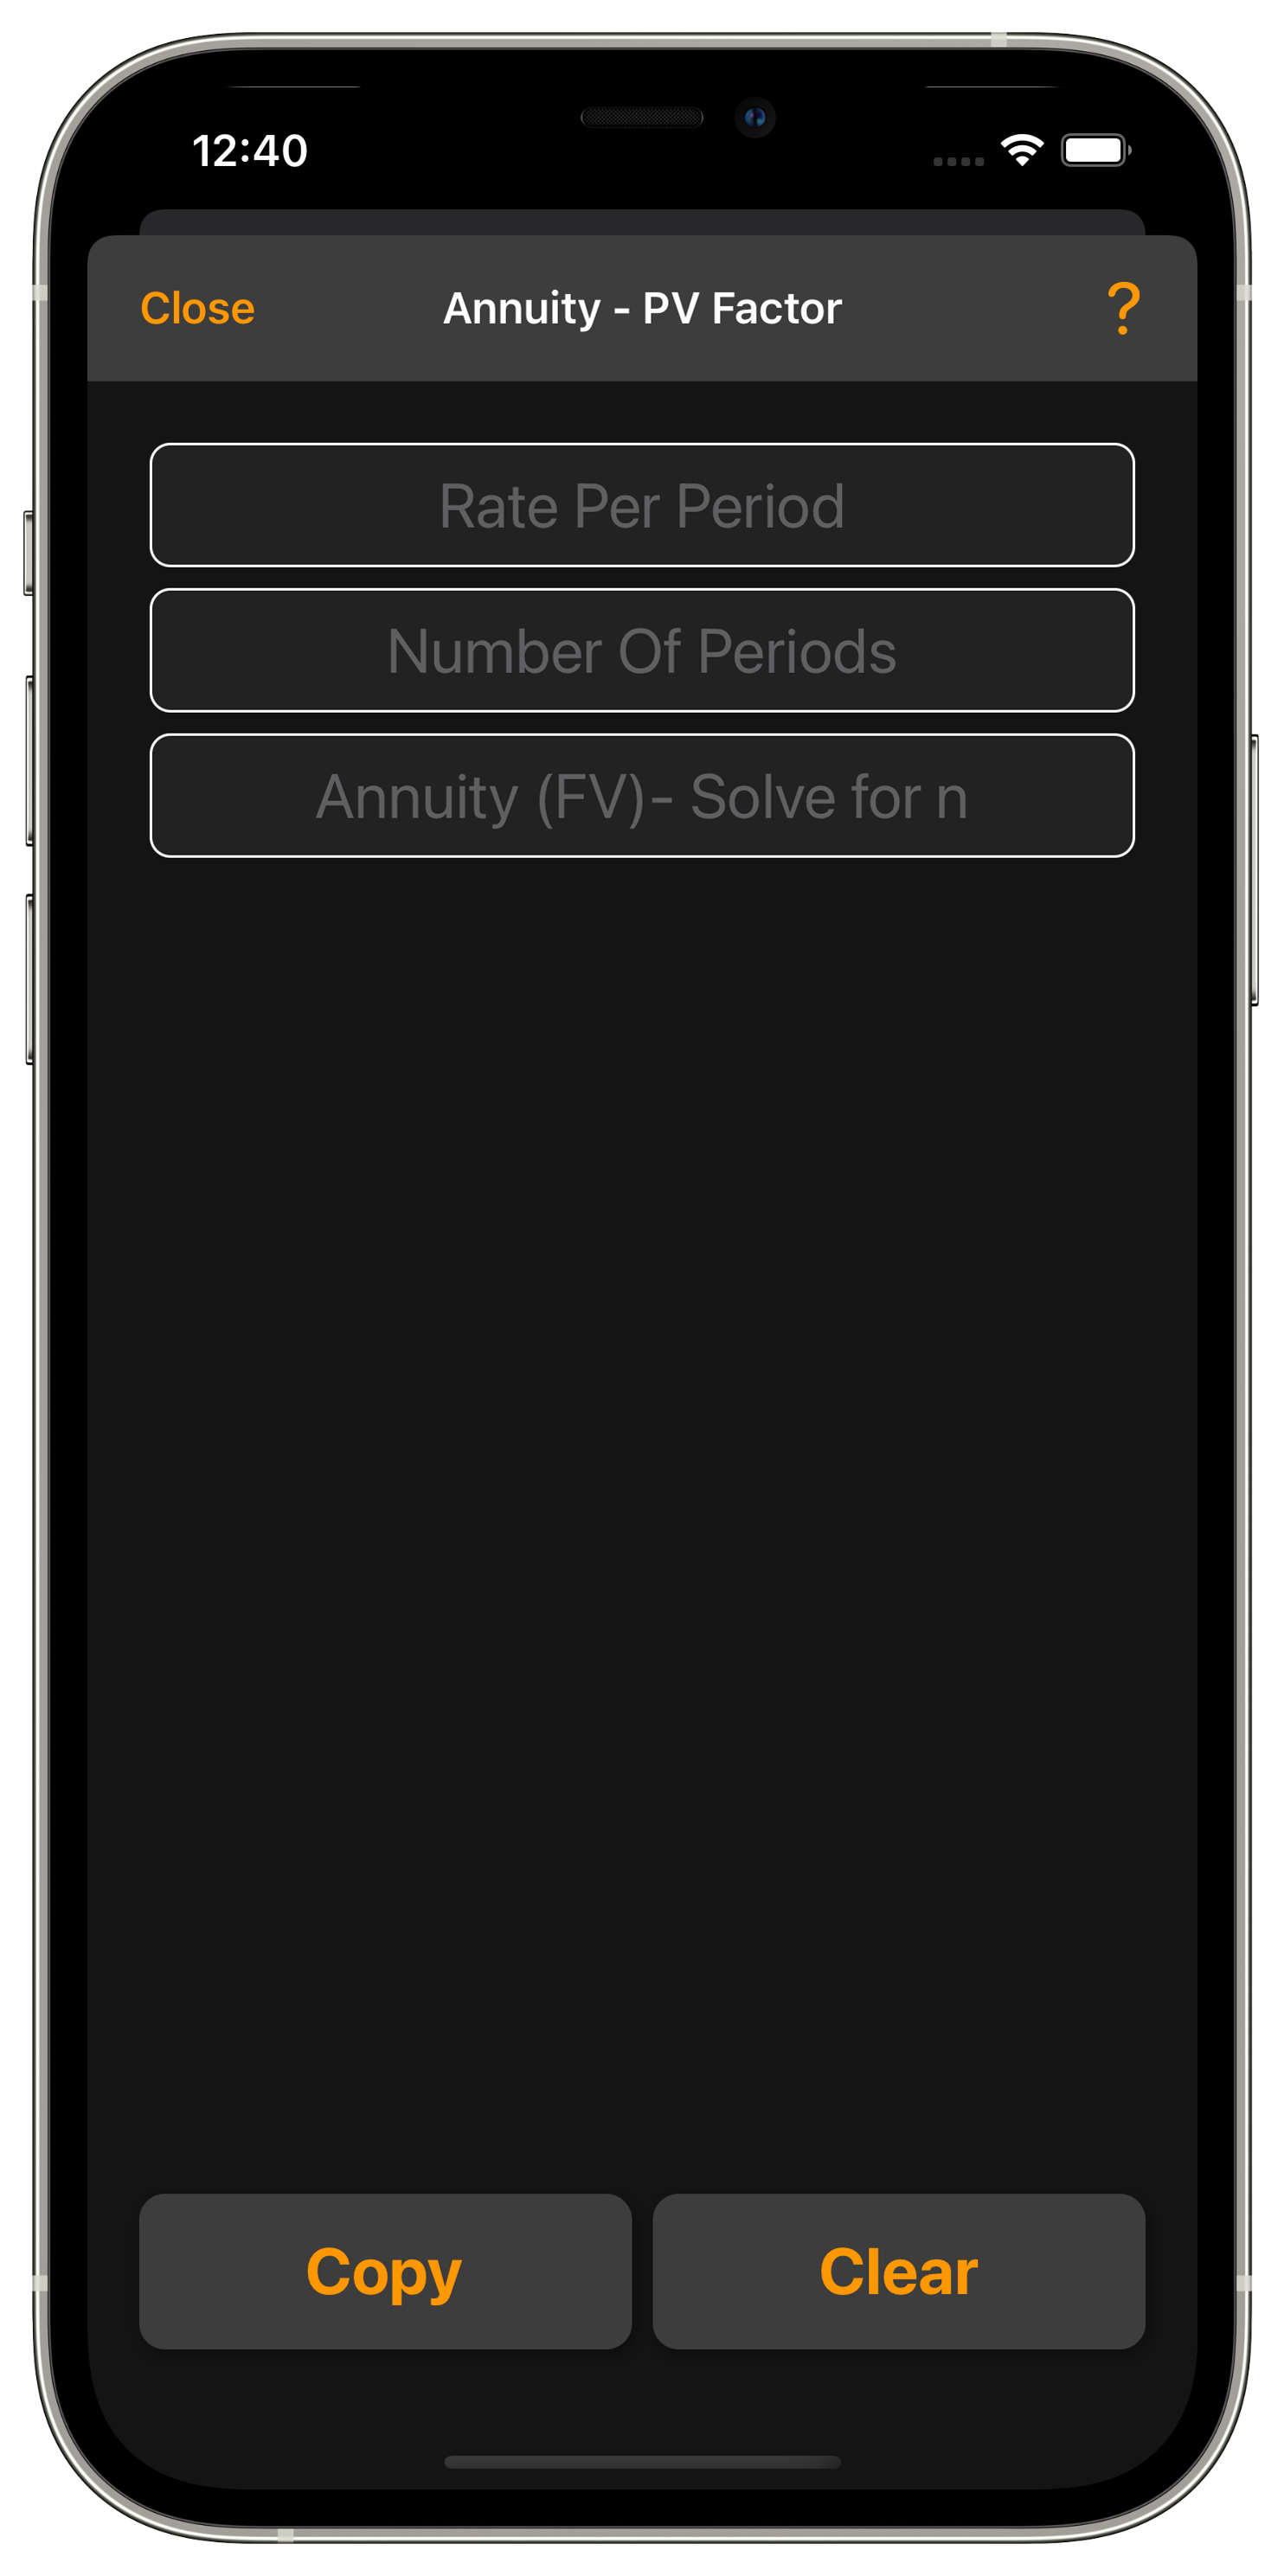 12:40
Close Annuity - PV Factor ?
Rate Per Period
Number Of Periods
Annuity (FV)- Solve for n
Copy Clear